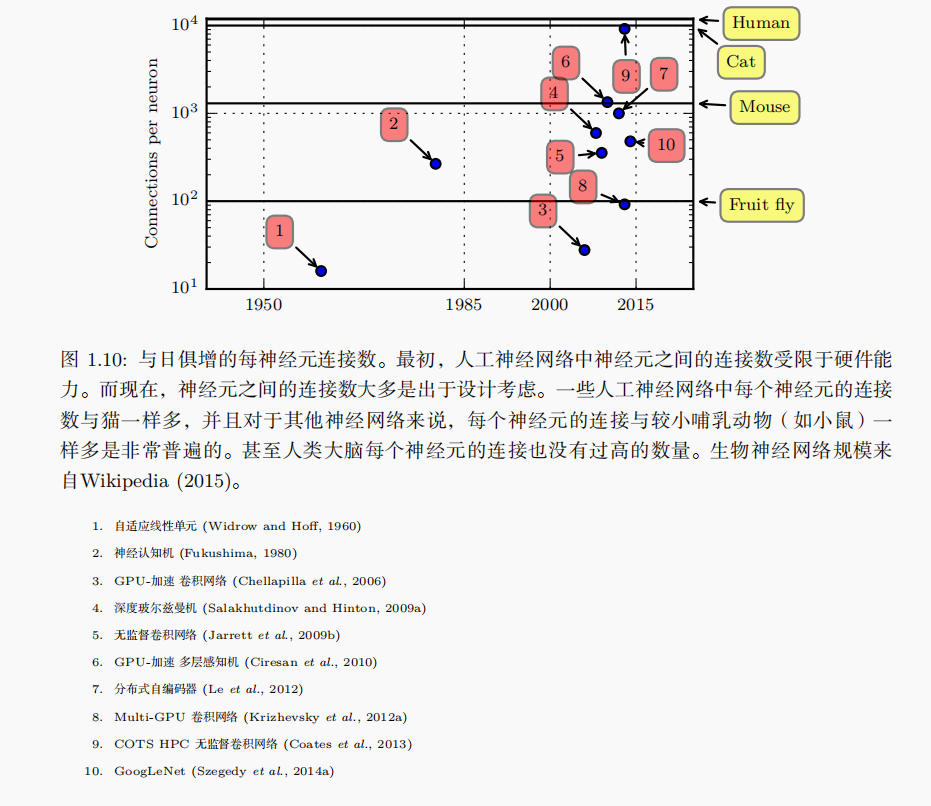 10⁴
Human
6
9
7
Cat
4
Mouse
10³
2
10
5
8
10²
Fruit fly
3
1
10¹
Connections per neuron
1950 1985 2000 2015
图 1.10: 与日俱增的每神经元连接数。最初，人工神经网络中神经元之间的连接数受限于硬件能
力。而现在，神经元之间的连接数大多是出于设计考虑。一些人工神经网络中每个神经元的连接
数与猫一样多，并且对于其他神经网络来说，每个神经元的连接与较小哺乳动物（如小鼠）一
样多是非常普遍的。甚至人类大脑每个神经元的连接也没有过高的数量。生物神经网络规模来
自Wikipedia (2015)。
1. 自适应线性单元 (Widrow and Hoff, 1960)
2. 神经认知机 (Fukushima, 1980)
3. GPU-加速 卷积网络 (Chellapilla et al., 2006)
4. 深度玻尔兹曼机 (Salakhutdinov and Hinton, 2009a)
5. 无监督卷积网络 (Jarrett et al., 2009b)
6. GPU-加速 多层感知机 (Ciresan et al., 2010)
7. 分布式自编码器 (Le et al., 2012)
8. Multi-GPU 卷积网络 (Krizhevsky et al., 2012a)
9. COTS HPC 无监督卷积网络 (Coates et al., 2013)
10. GoogLeNet (Szegedy et al., 2014a)